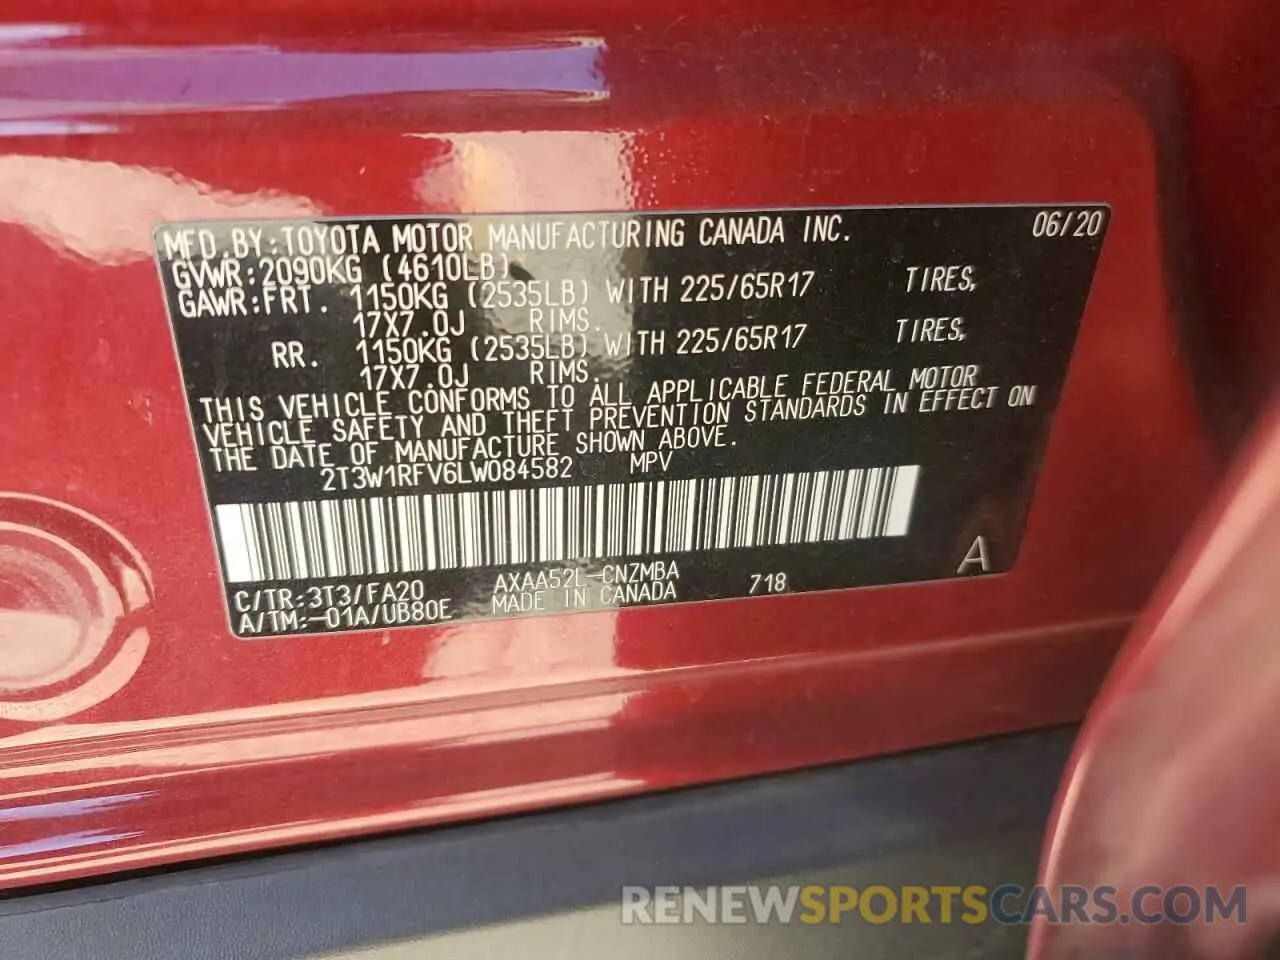 MFD.BY:TOYOTA MOTOR MANUFACTURING CANADA INC. 06/20
GVWR:2090KG (4610LB)
GAWR:FRT. 1150KG (2535LB) WITH 225/65R17 TIRES,
17X7.0J RIMS.
RR. 1150KG (2535LB) WITH 225/65R17 TIRES,
17X7.0J RIMS.
THIS VEHICLE CONFORMS TO ALL APPLICABLE FEDERAL MOTOR
VEHICLE SAFETY AND THEFT PREVENTION STANDARDS IN EFFECT ON
THE DATE OF MANUFACTURE SHOWN ABOVE.
2T3W1RFV6LW084582 MPV
C/TR:3T3/FA20 AXAA52L-CNZMBA 718 A
A/TM:-01A/UB80E MADE IN CANADA
RENEWSPORTSCARS.COM